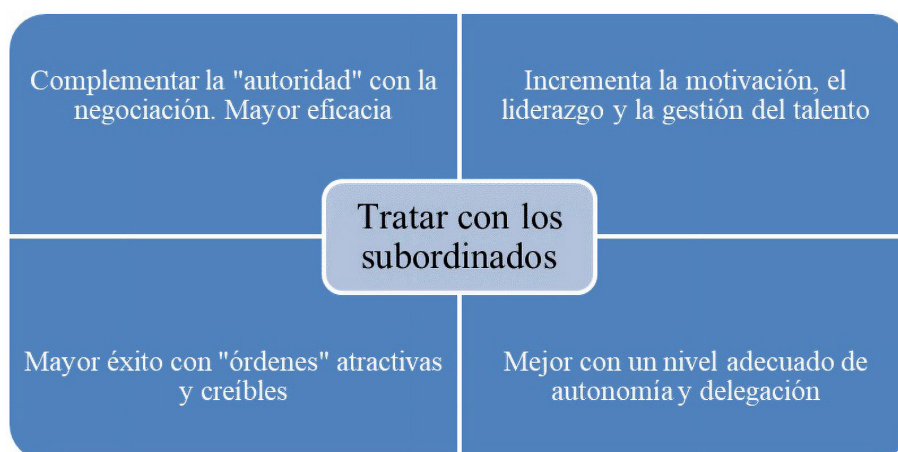 Complementar la "autoridad" con la
negociación. Mayor eficacia
Incrementa la motivación, el
liderazgo y la gestión del talento
Tratar con los
subordinados
Mayor éxito con "órdenes" atractivas
y creíbles
Mejor con un nivel adecuado de
autonomía y delegación